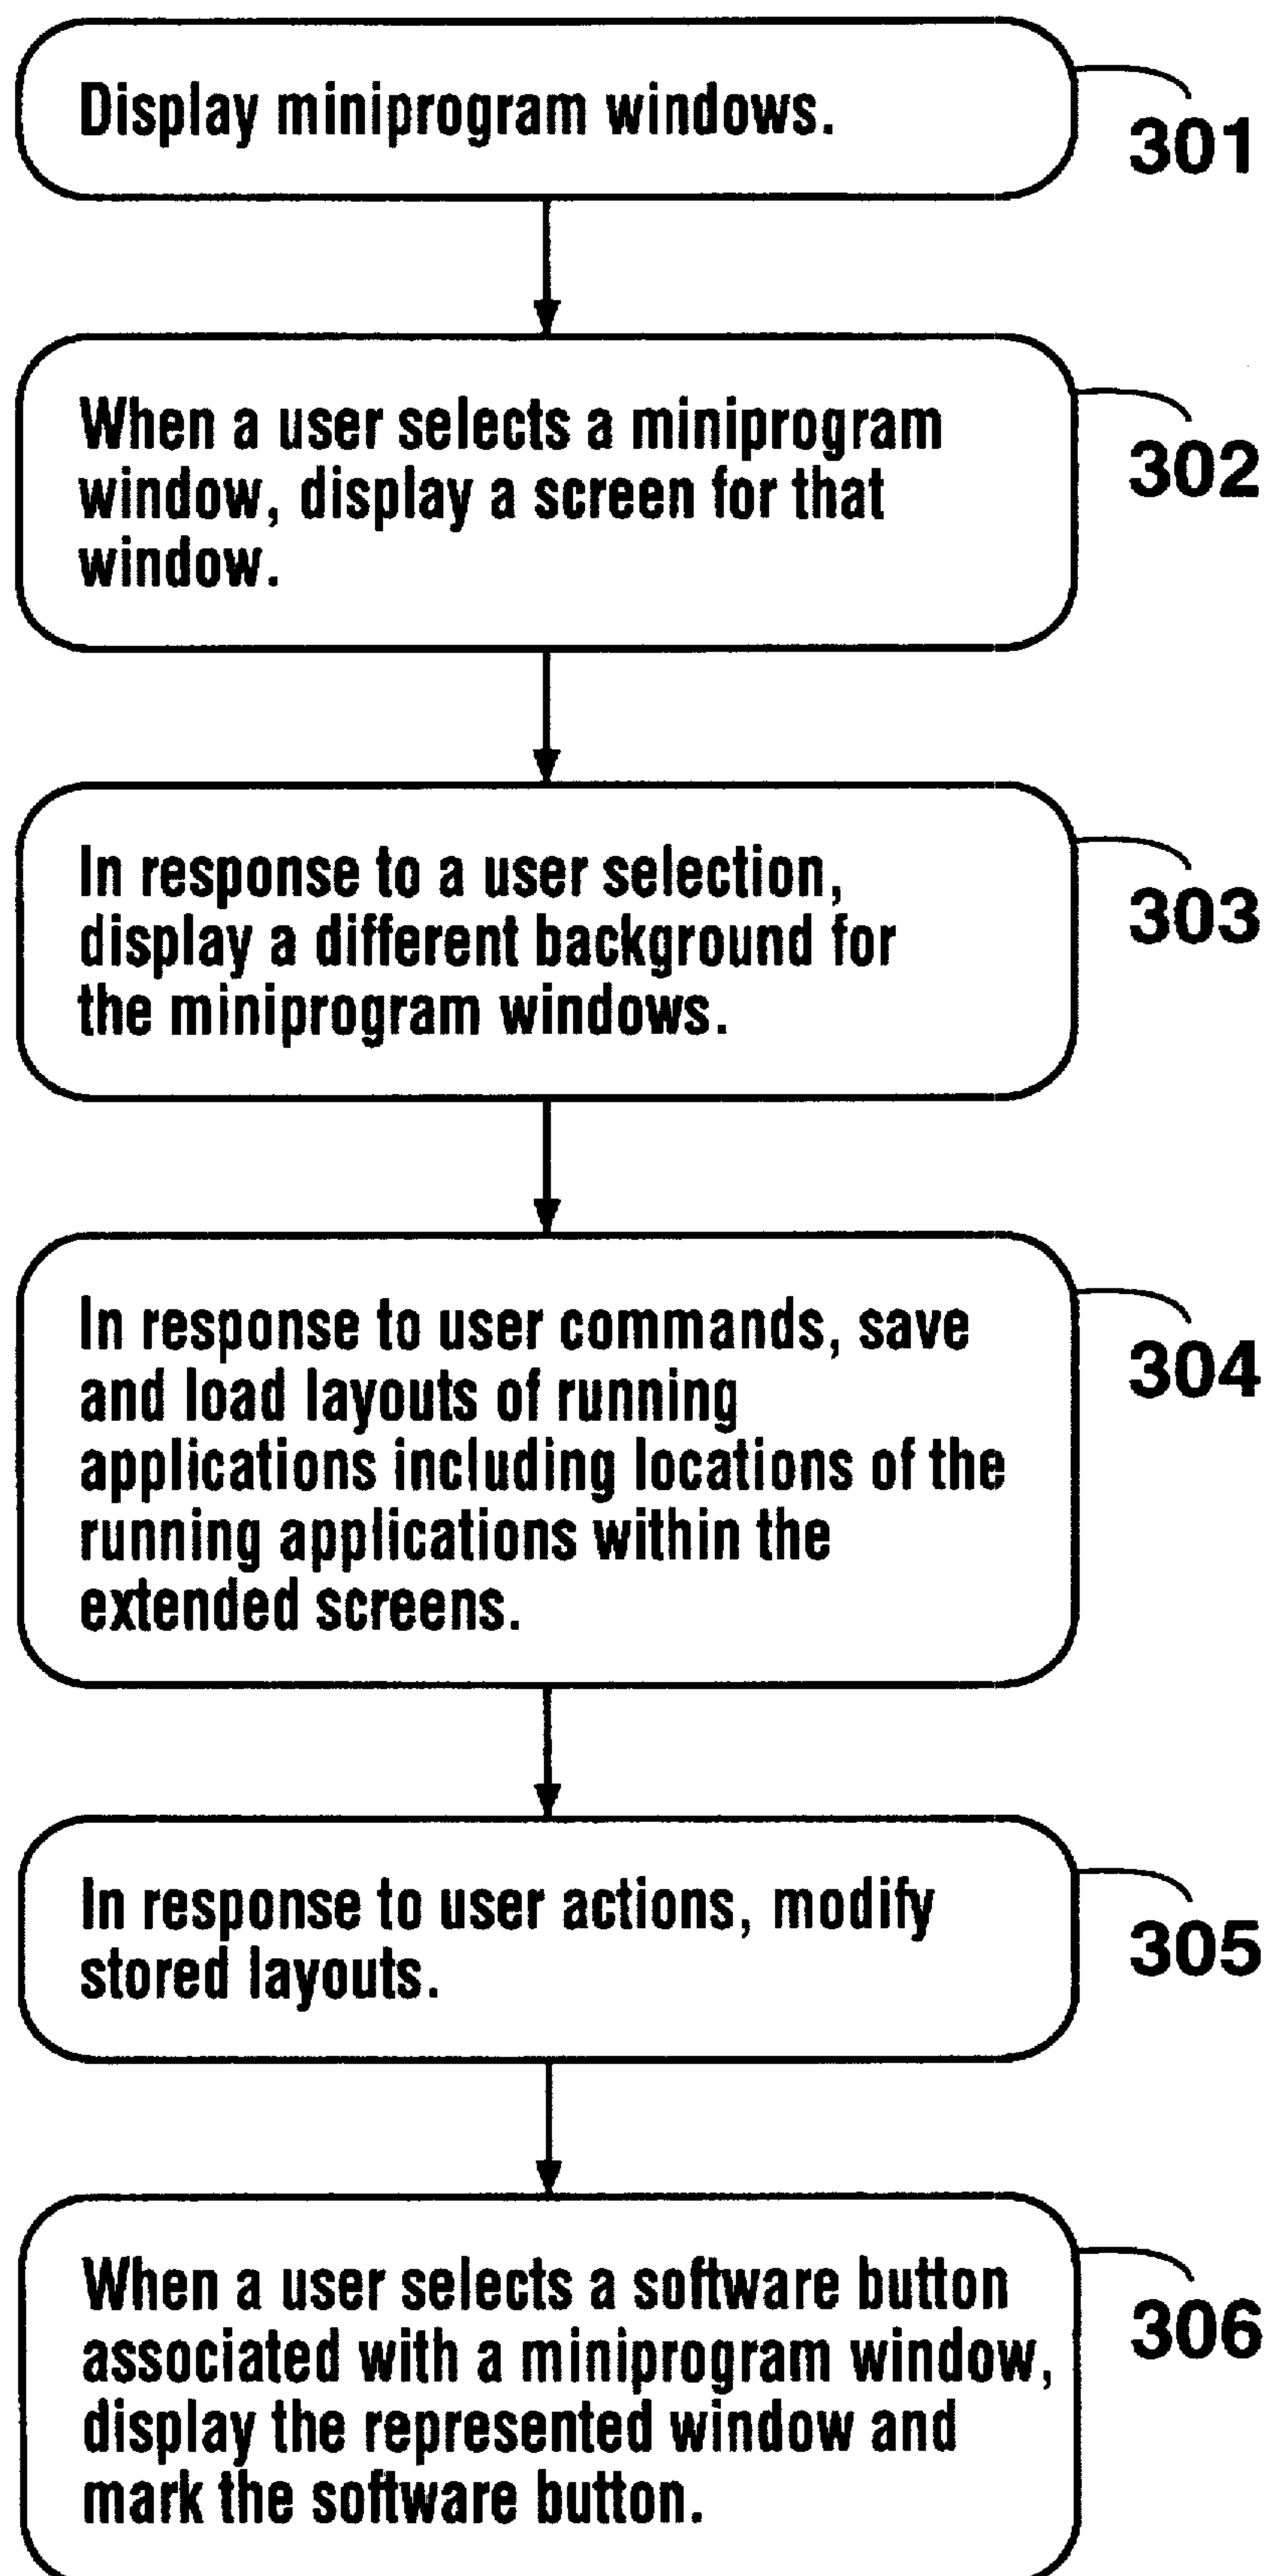 Display miniprogram windows.
301
When a user selects a miniprogram
window, display a screen for that
window.
302
In response to a user selection,
display a different background for
the miniprogram windows.
303
In response to user commands, save
and load layouts of running
applications including locations of the
running applications within the
extended screens.
304
In response to user actions, modify
stored layouts.
305
When a user selects a software button
associated with a miniprogram window,
display the represented window and
mark the software button.
306